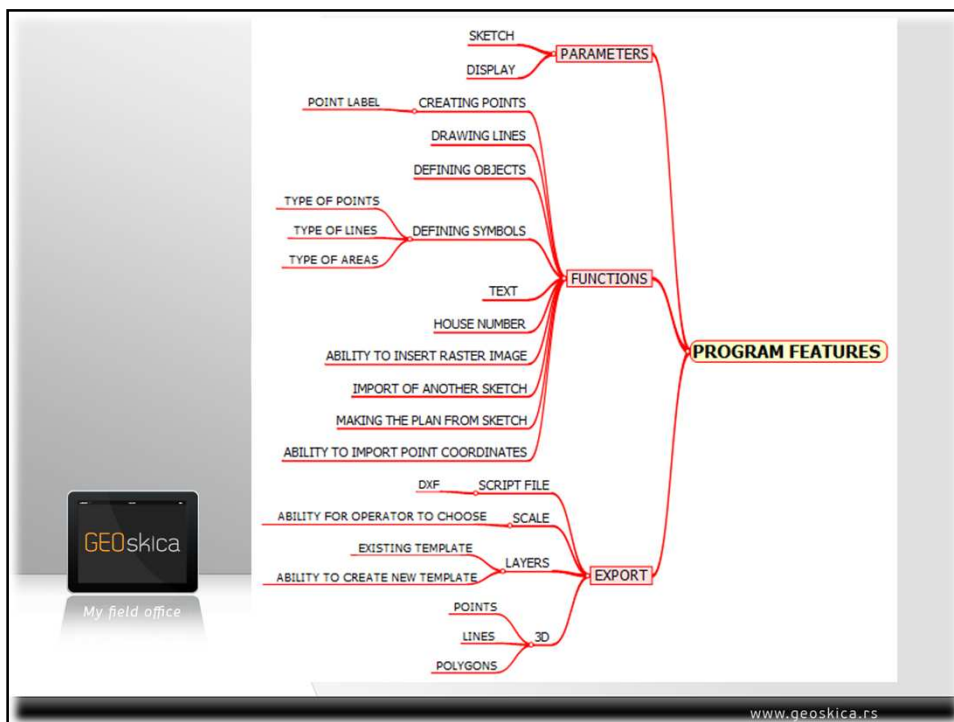 SKETCH
PARAMETERS
DISPLAY
POINT LABEL
CREATING POINTS
DRAWING LINES
DEFINING OBJECTS
TYPE OF POINTS
TYPE OF LINES
DEFINING SYMBOLS
TYPE OF AREAS
FUNCTIONS
TEXT
HOUSE NUMBER
ABILITY TO INSERT RASTER IMAGE
PROGRAM FEATURES
IMPORT OF ANOTHER SKETCH
MAKING THE PLAN FROM SKETCH
ABILITY TO IMPORT POINT COORDINATES
DXF
SCRIPT FILE
ABILITY FOR OPERATOR TO CHOOSE
SCALE
EXISTING TEMPLATE
LAYERS
ABILITY TO CREATE NEW TEMPLATE
EXPORT
POINTS
LINES
3D
POLYGONS
GEOskica
My field office
www.geoskica.rs